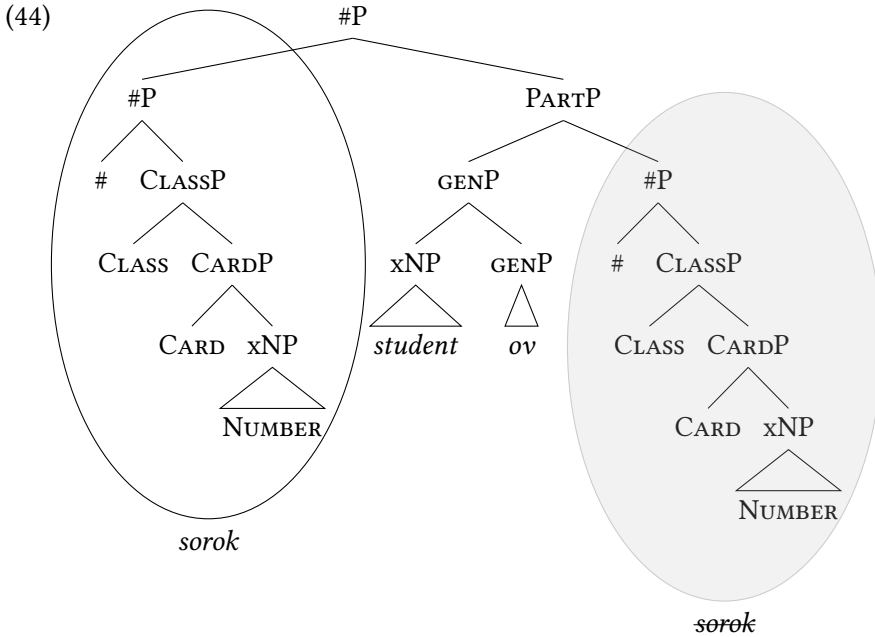 (44)
#P
#P PartP
# ClassP genP #P
Class CardP xNP genP # ClassP
Card xNP student ov Class CardP
Number Card xNP
Number
sorok
sorok